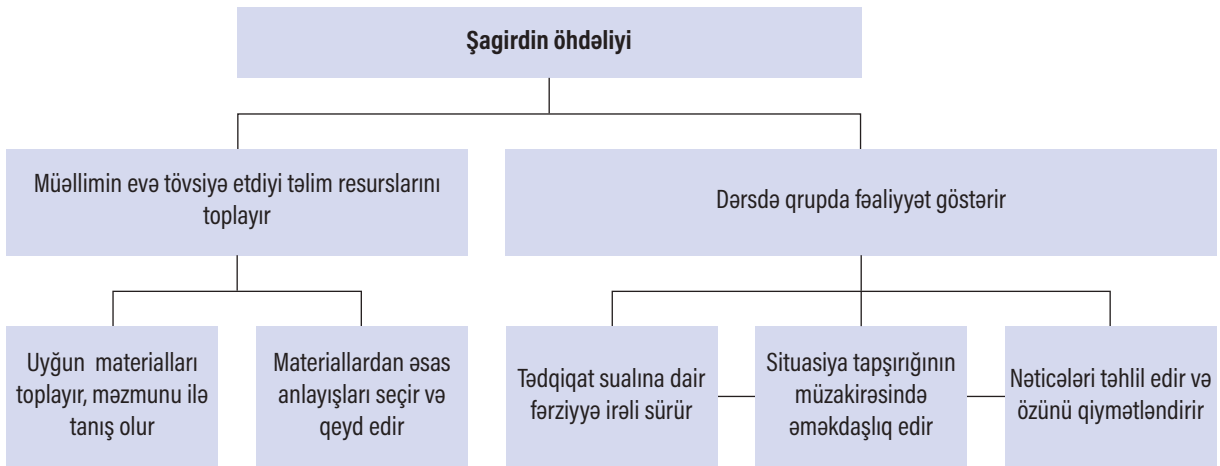 Şagirdin öhdəliyi
Müəllimin evə tövsiyə etdiyi təlim resurslarını
toplayır
Dərsdə qrupda fəaliyyət göstərir
Uyğun materialları
toplayır, məzmunu ilə
tanış olur
Materiallardan əsas
anlayışları seçir və
qeyd edir
Tədqiqat sualına dair
fərziyyə irəli sürür
Situasiya tapşırığının
müzakirəsində
əməkdaşlıq edir
Nəticələri təhlil edir və
özünü qiymətləndirir